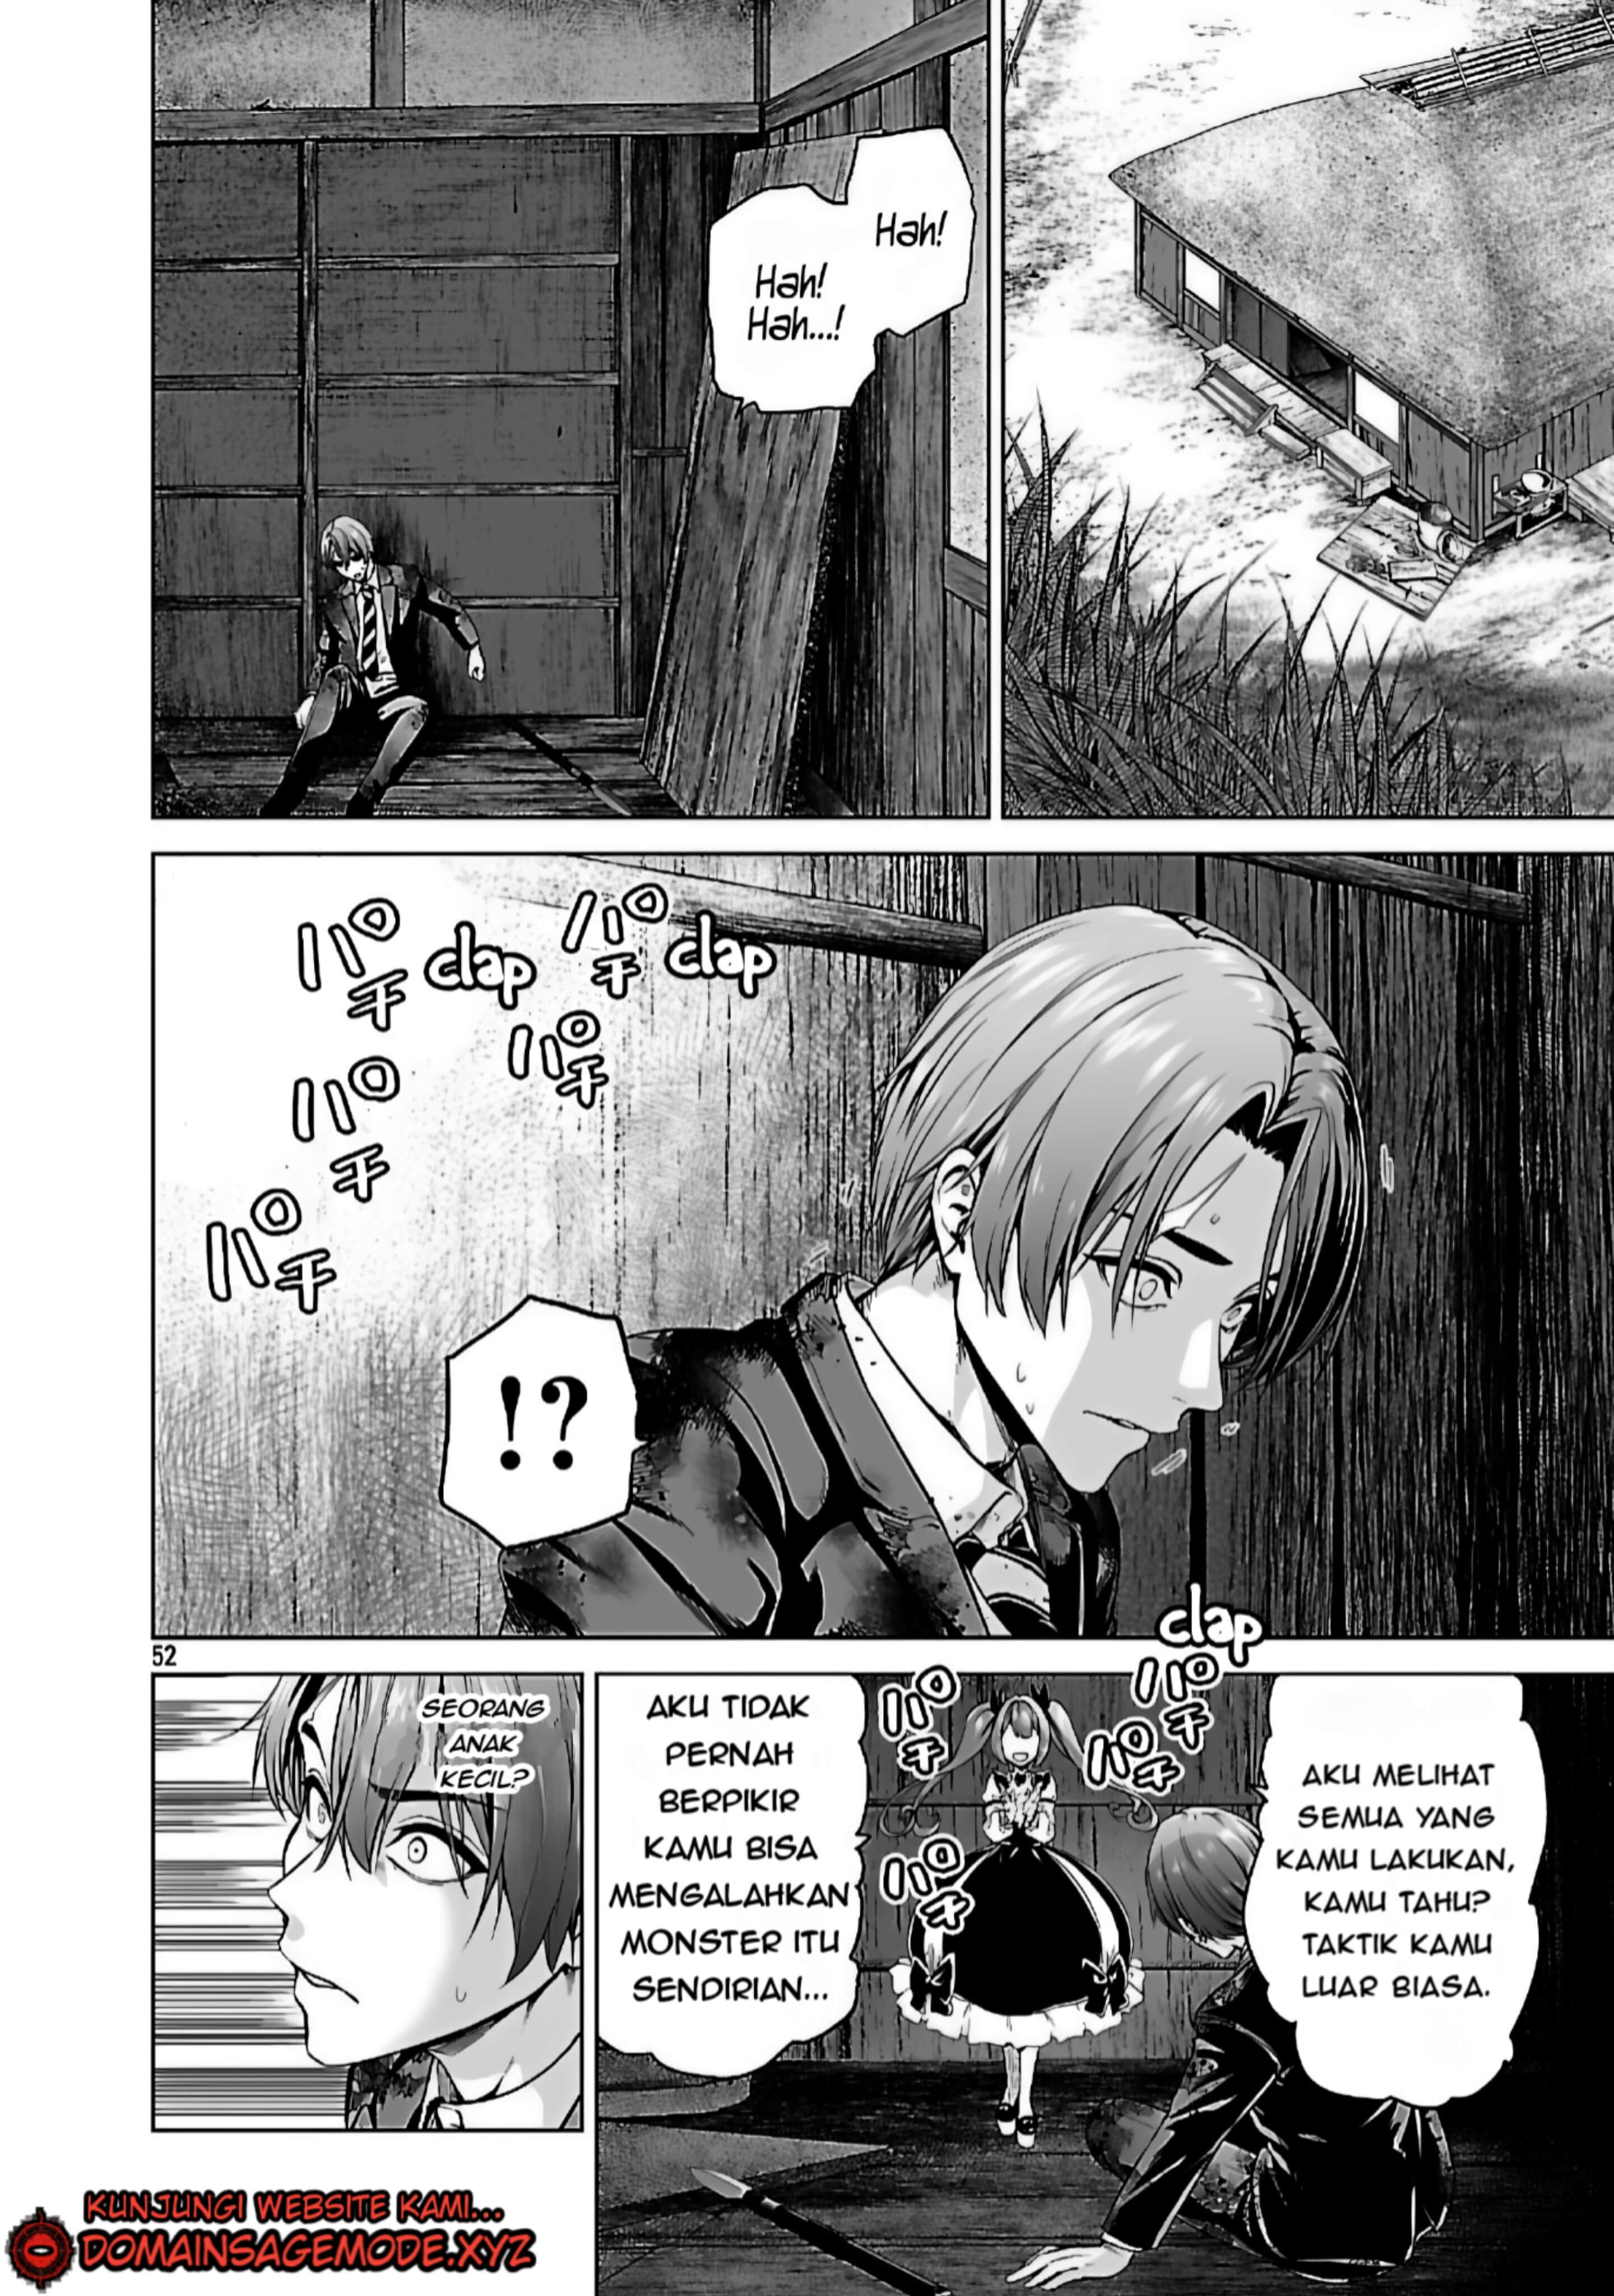 Hah!
Hah!
Hah...!
パチ
clap
パチ
clap
パチ
パチ
パチ
!?
52
clap
パチ
パチ
パチ
パチ
AKU MELIHAT
SEMUA YANG
KAMU LAKUKAN,
KAMU TAHU?
TAKTIK KAMU
LUAR BIASA.
AKU TIDAK
PERNAH
BERPIKIR
KAMU BISA
MENGALAHKAN
MONSTER ITU
SENDIRIAN...
SEORANG
ANAK
KECIL?
KUNJUNGI WEBSITE KAMI...
DOMAINSAGEMODE.XYZ